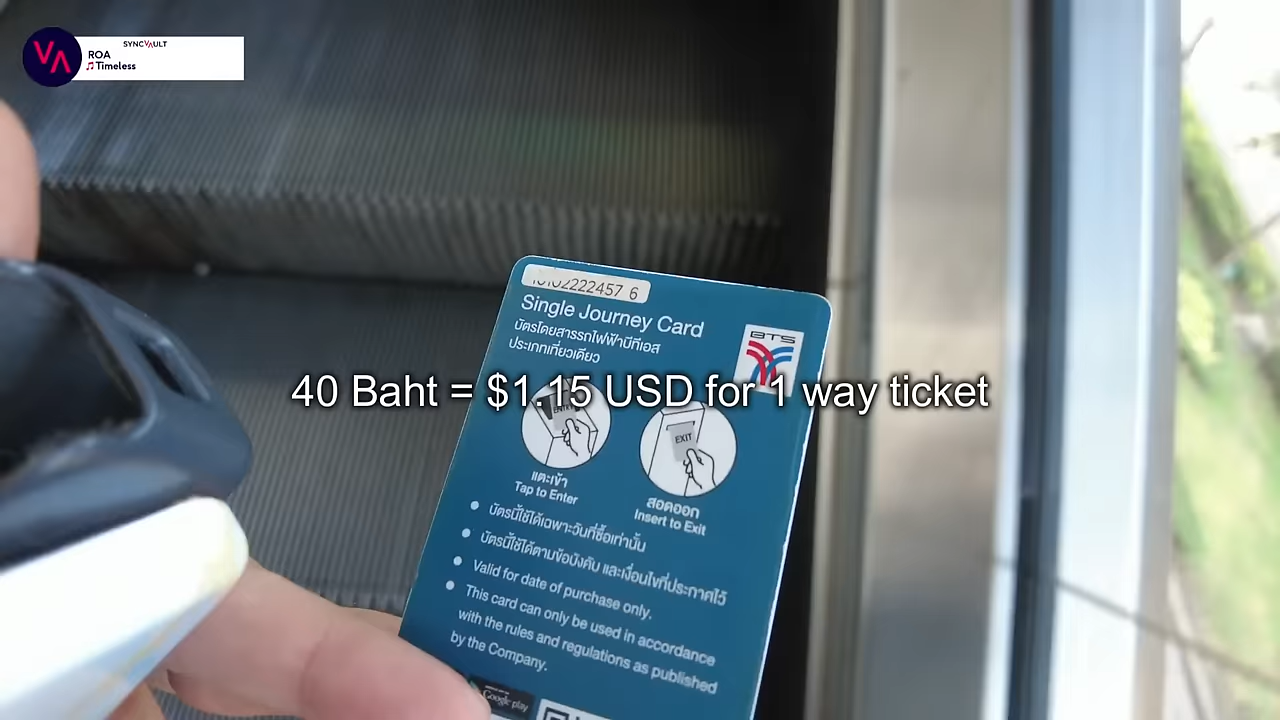 SYNCVAULT
ROA
Timeless
2222457 6
Single Journey Card
บัตรโดยสารรถไฟฟ้าบีทีเอส
ประเภทเที่ยวเดียว
BTS
40 Baht = $1.15 USD for 1 way ticket
EXIT
แตะเข้า
Tap to Enter
สอดออก
Insert to Exit
บัตรนี้ใช้ได้เฉพาะวันที่ซื้อเท่านั้น
บัตรนี้ใช้ได้ตามข้อบังคับ และเงื่อนไขที่ประกาศไว้
Valid for date of purchase only.
This card can only be used in accordance
with the rules and regulations as published
by the Company.
Google play